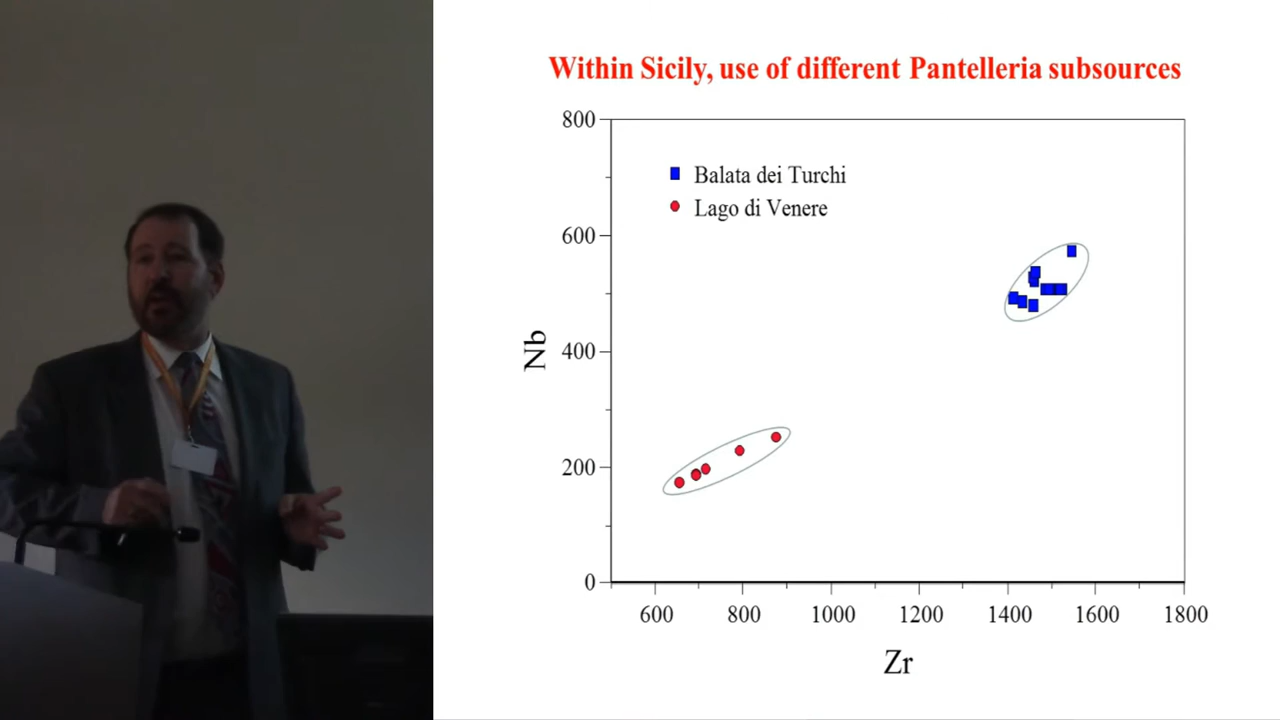 Within Sicily, use of different Pantelleria subsources
800
Balata dei Turchi
Lago di Venere
600
Nb
400
200
0
600 800 1000 1200 1400 1600 1800
Zr